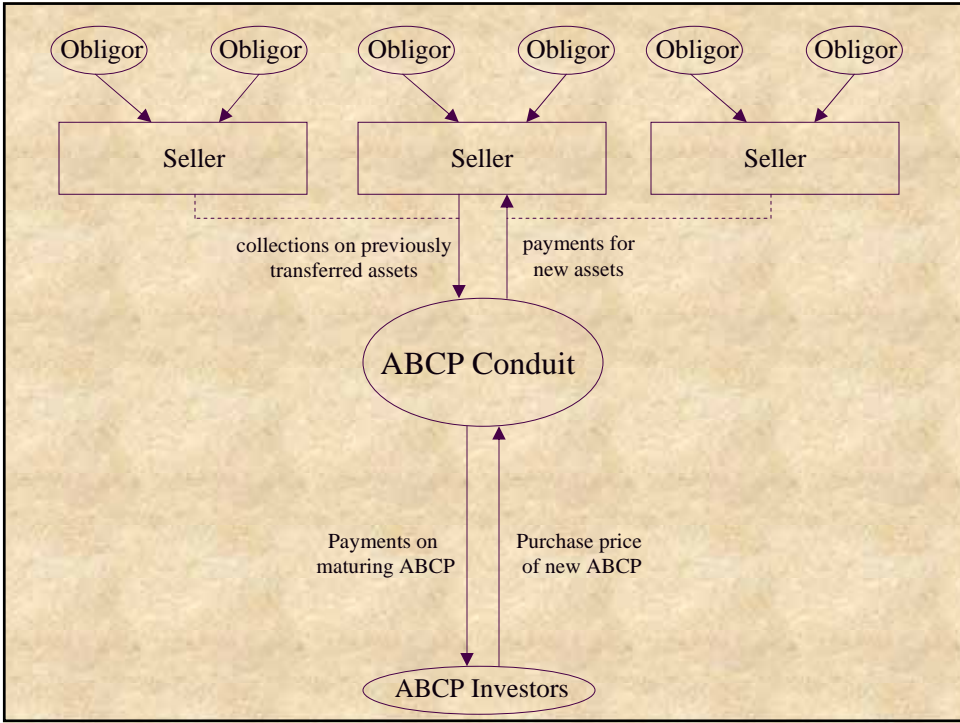 Obligor Obligor Obligor Obligor Obligor Obligor
Seller Seller Seller
collections on previously
transferred assets
payments for
new assets
ABCP Conduit
Payments on
maturing ABCP
Purchase price
of new ABCP
ABCP Investors